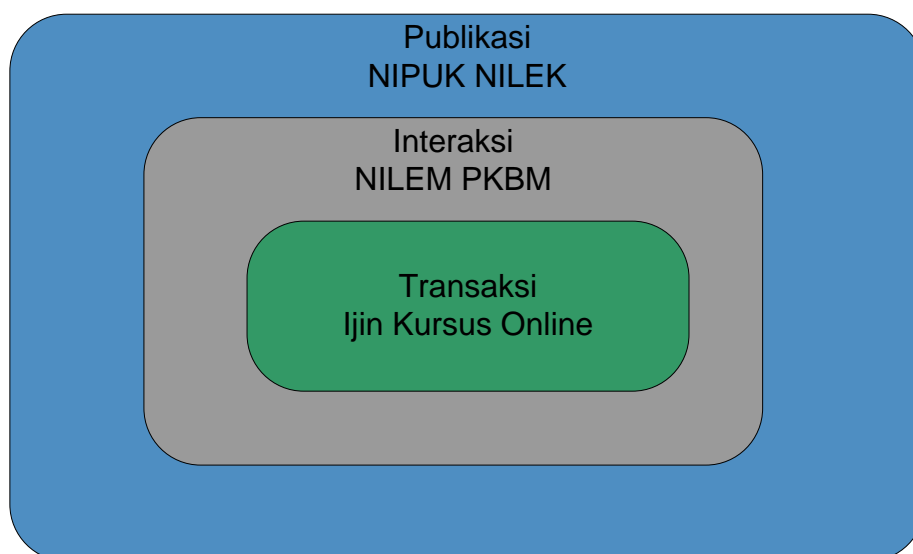 Publikasi
NIPUK NILEK
Interaksi
NILEM PKBM
Transaksi
Ijin Kursus Online